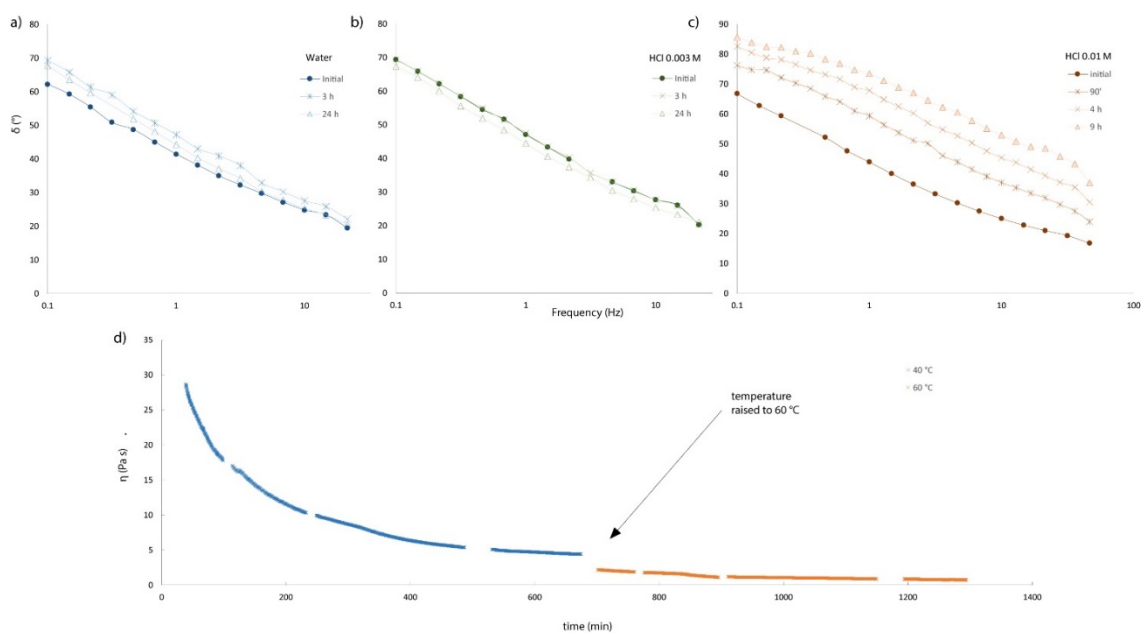 a)
80
70
60
50
40
30
20
10
0
δ (°)
0.1
1
10
Water
Initial
3 h
24 h
b)
80
70
60
50
40
30
20
10
0
0.1
1
10
Frequency (Hz)
HCl 0.003 M
Initial
3 h
24 h
c)
90
80
70
60
50
40
30
20
10
0
0.1
1
10
100
HCl 0.01 M
initial
90'
4 h
9 h
d)
35
30
25
20
15
10
5
0
η (Pa s)
0
200
400
600
800
1000
1200
1400
time (min)
40 °C
60 °C
temperature
raised to 60 °C